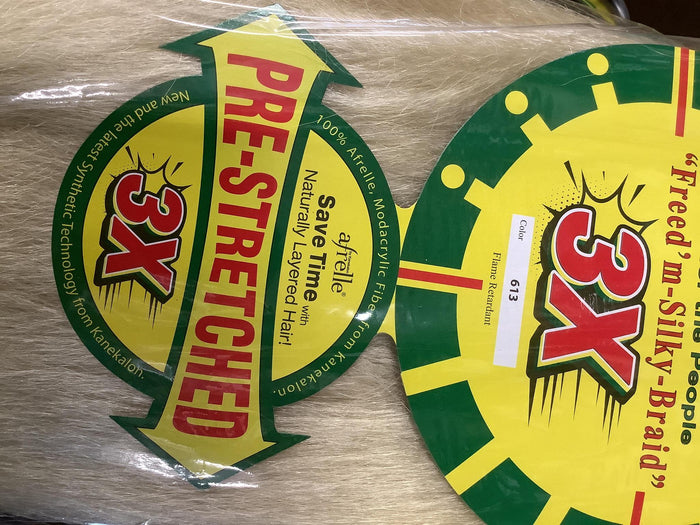 New and the latest Synthetic Technology from Kanekalon.
3X
PRE-STRETCHED
100% Afrelle, Modacrylic Fiber from Kanekalon.
afrelle®
Save Time with
Naturally Layered Hair!
People
"Freed'm-Silky-Braid"
3X
Color
613
Flame Retardant